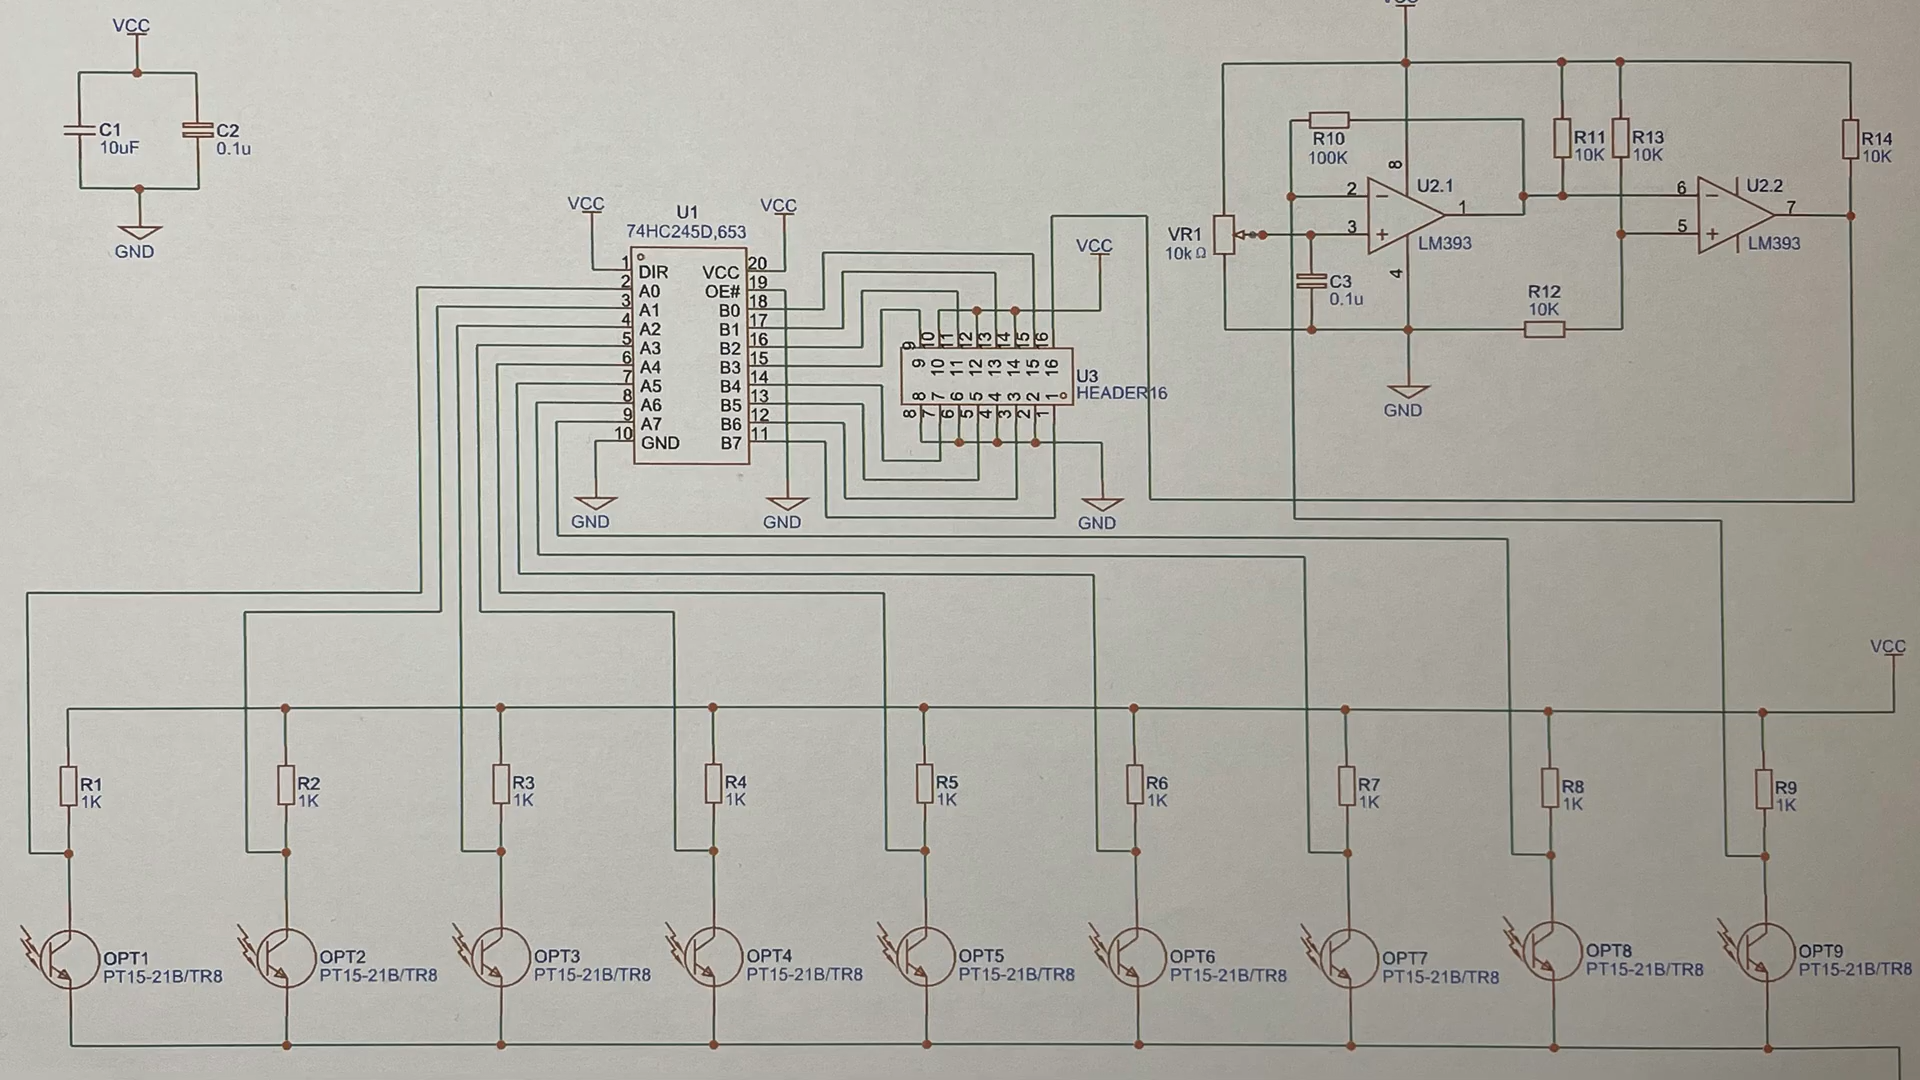 VCC
C1
10uF
C2
0.1u
GND
VCC
U1
74HC245D,653
VCC
1
2
3
4
5
6
7
8
9
10
DIR
A0
A1
A2
A3
A4
A5
A6
A7
GND
VCC
OE#
B0
B1
B2
B3
B4
B5
B6
B7
20
19
18
17
16
15
14
13
12
11
GND
GND
VCC
9
10
11
12
13
14
15
16
9
10
11
12
13
14
15
16
8
7
6
5
4
3
2
1
8
7
6
5
4
3
2
1
U3
HEADER16
GND
VCC
R10
100K
VR1
10kΩ
C3
0.1u
2
3
8
4
1
U2.1
LM393
R11
10K
R13
10K
R12
10K
GND
6
5
7
U2.2
LM393
R14
10K
VCC
R1
1K
R2
1K
R3
1K
R4
1K
R5
1K
R6
1K
R7
1K
R8
1K
R9
1K
OPT1
PT15-21B/TR8
OPT2
PT15-21B/TR8
OPT3
PT15-21B/TR8
OPT4
PT15-21B/TR8
OPT5
PT15-21B/TR8
OPT6
PT15-21B/TR8
OPT7
PT15-21B/TR8
OPT8
PT15-21B/TR8
OPT9
PT15-21B/TR8